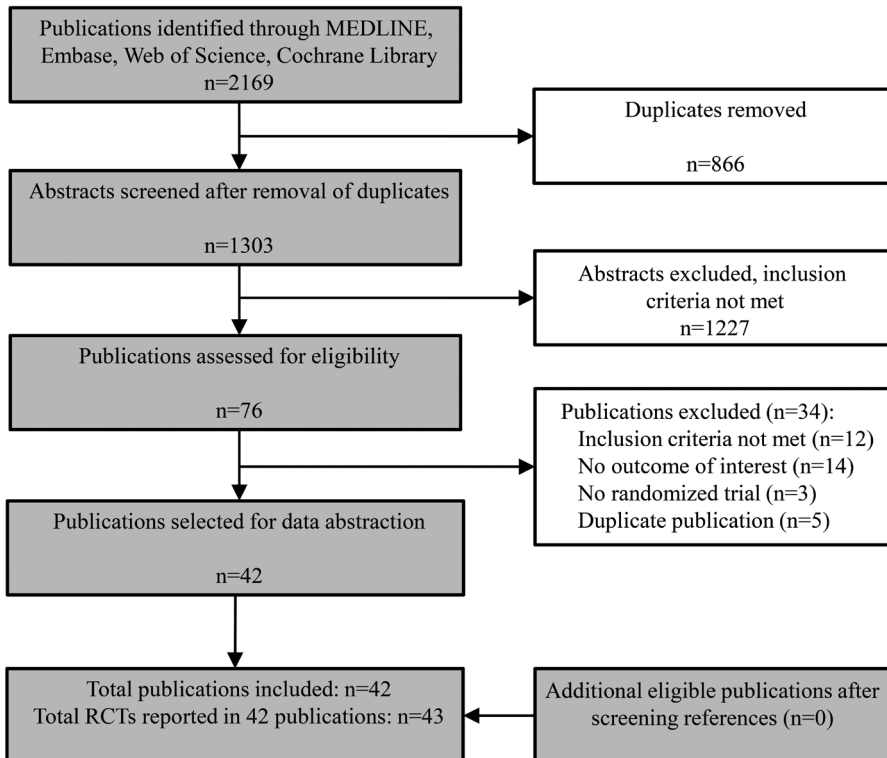 Publications identified through MEDLINE,
Embase, Web of Science, Cochrane Library
n=2169
Duplicates removed
n=866
Abstracts screened after removal of duplicates
n=1303
Abstracts excluded, inclusion
criteria not met
n=1227
Publications assessed for eligibility
n=76
Publications excluded (n=34):
Inclusion criteria not met (n=12)
No outcome of interest (n=14)
No randomized trial (n=3)
Duplicate publication (n=5)
Publications selected for data abstraction
n=42
Total publications included: n=42
Total RCTs reported in 42 publications: n=43
Additional eligible publications after
screening references (n=0)